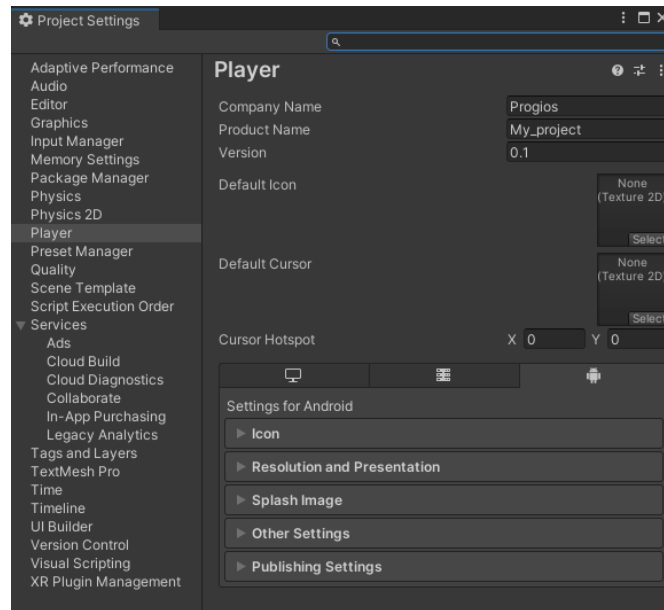 Project Settings
Adaptive Performance
Audio
Editor
Graphics
Input Manager
Memory Settings
Package Manager
Physics
Physics 2D
Player
Preset Manager
Quality
Scene Template
Script Execution Order
Services
Ads
Cloud Build
Cloud Diagnostics
Collaborate
In-App Purchasing
Legacy Analytics
Tags and Layers
TextMesh Pro
Time
Timeline
UI Builder
Version Control
Visual Scripting
XR Plugin Management
Player
Company Name Progios
Product Name My_project
Version 0.1
Default Icon
None
(Texture 2D)
Select
Default Cursor
None
(Texture 2D)
Select
Cursor Hotspot X 0 Y 0
Settings for Android
Icon
Resolution and Presentation
Splash Image
Other Settings
Publishing Settings